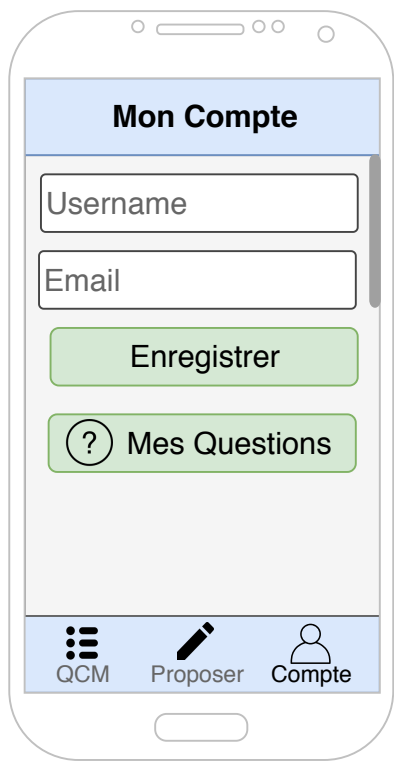 Mon Compte
Username
Email
Enregistrer
? Mes Questions
QCM Proposer Compte